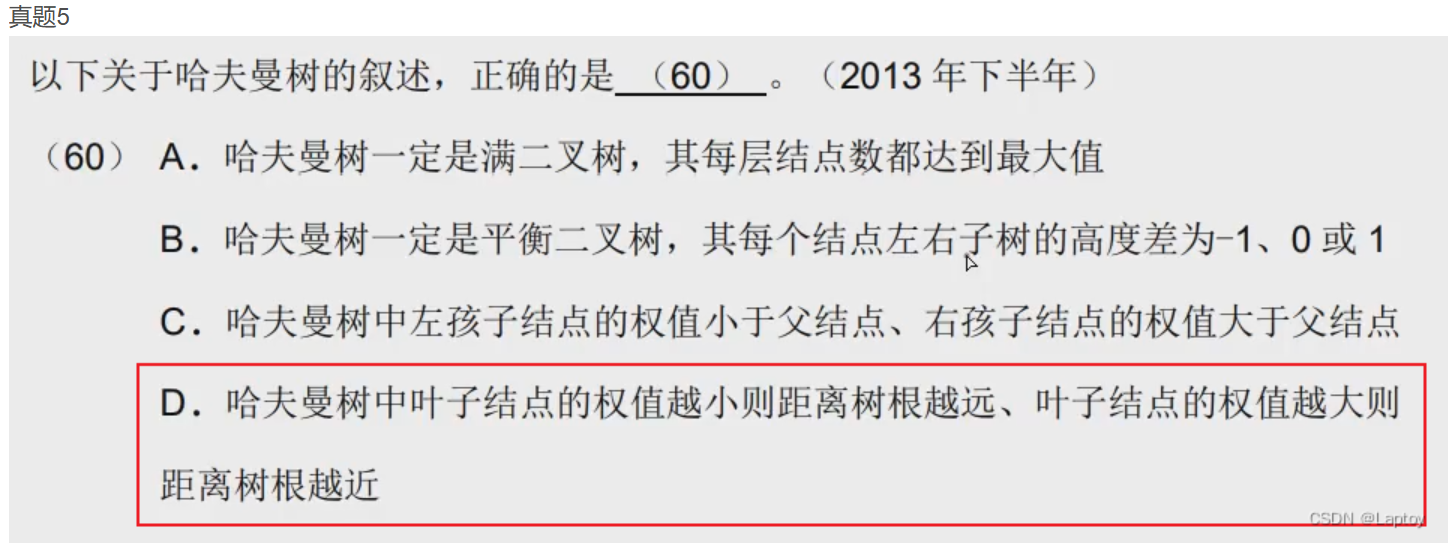 真题5
以下关于哈夫曼树的叙述，正确的是 （60） 。（2013 年下半年）
（60） A．哈夫曼树一定是满二叉树，其每层结点数都达到最大值
B．哈夫曼树一定是平衡二叉树，其每个结点左右子树的高度差为-1、0 或 1
C．哈夫曼树中左孩子结点的权值小于父结点、右孩子结点的权值大于父结点
D．哈夫曼树中叶子结点的权值越小则距离树根越远、叶子结点的权值越大则
距离树根越近
CSDN @Laptoy